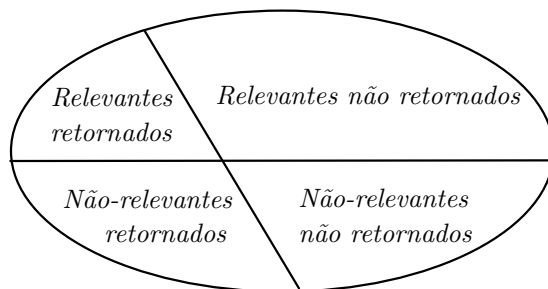 Relevantes
retornados
Relevantes não retornados
Não-relevantes
retornados
Não-relevantes
não retornados